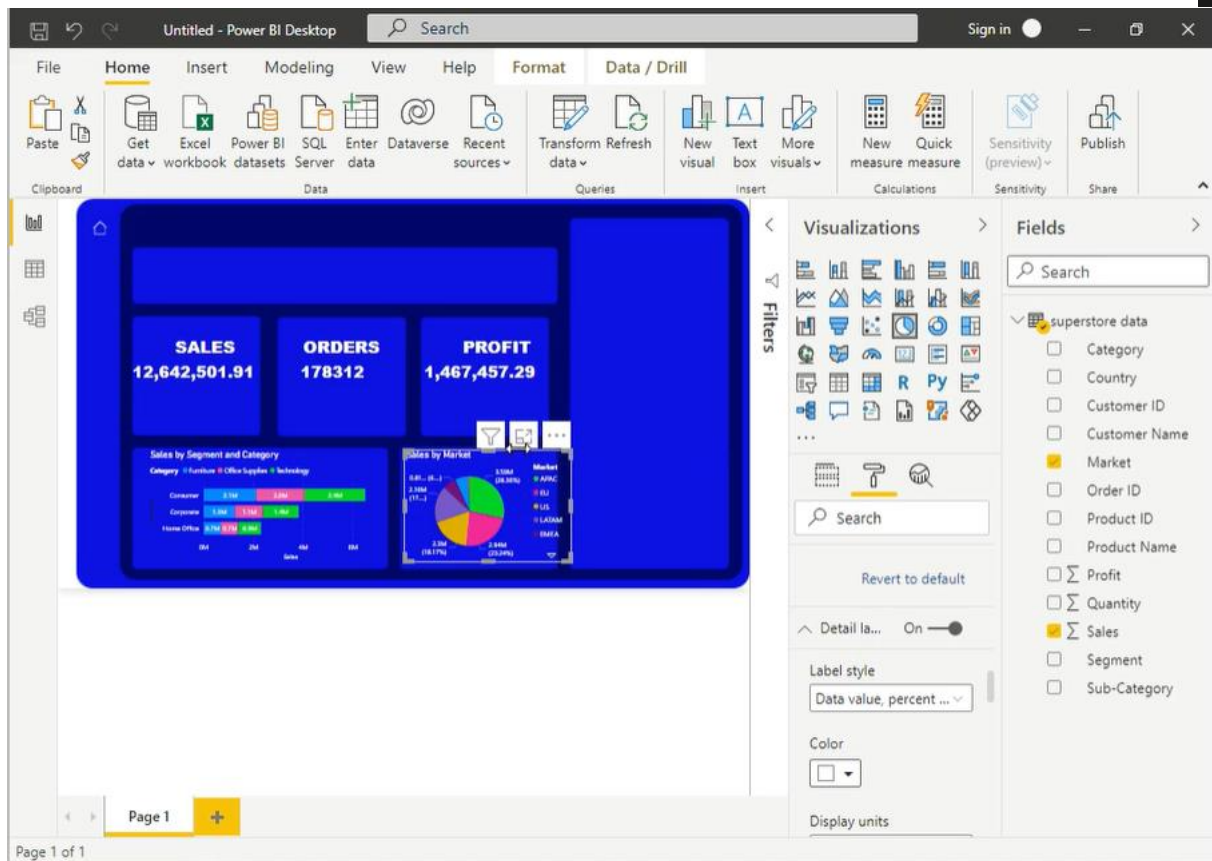 Untitled - Power BI Desktop
Search
Sign in
File Home Insert Modeling View Help Format Data / Drill
Paste
Get data
Excel workbook
Power BI datasets
SQL Server
Enter data
Dataverse
Recent sources
Transform data
Refresh
New visual
Text box
More visuals
New measure
Quick measure
Sensitivity (preview)
Publish
Clipboard Data Queries Insert Calculations Sensitivity Share
SALES
12,642,501.91
ORDERS
178312
PROFIT
1,467,457.29
Sales by Segment and Category
Category Furniture Office Supplies Technology
Consumer
Corporate
Home Office
0M 2M 4M 6M
Sales
Sales by Market
Market
APAC
EU
US
LATAM
EMEA
Filters
Visualizations
R Py
...
Search
Revert to default
Detail la... On
Label style
Data value, percent ...
Color
Display units
Fields
Search
superstore data
Category
Country
Customer ID
Customer Name
Market
Order ID
Product ID
Product Name
Profit
Quantity
Sales
Segment
Sub-Category
Page 1
Page 1 of 1